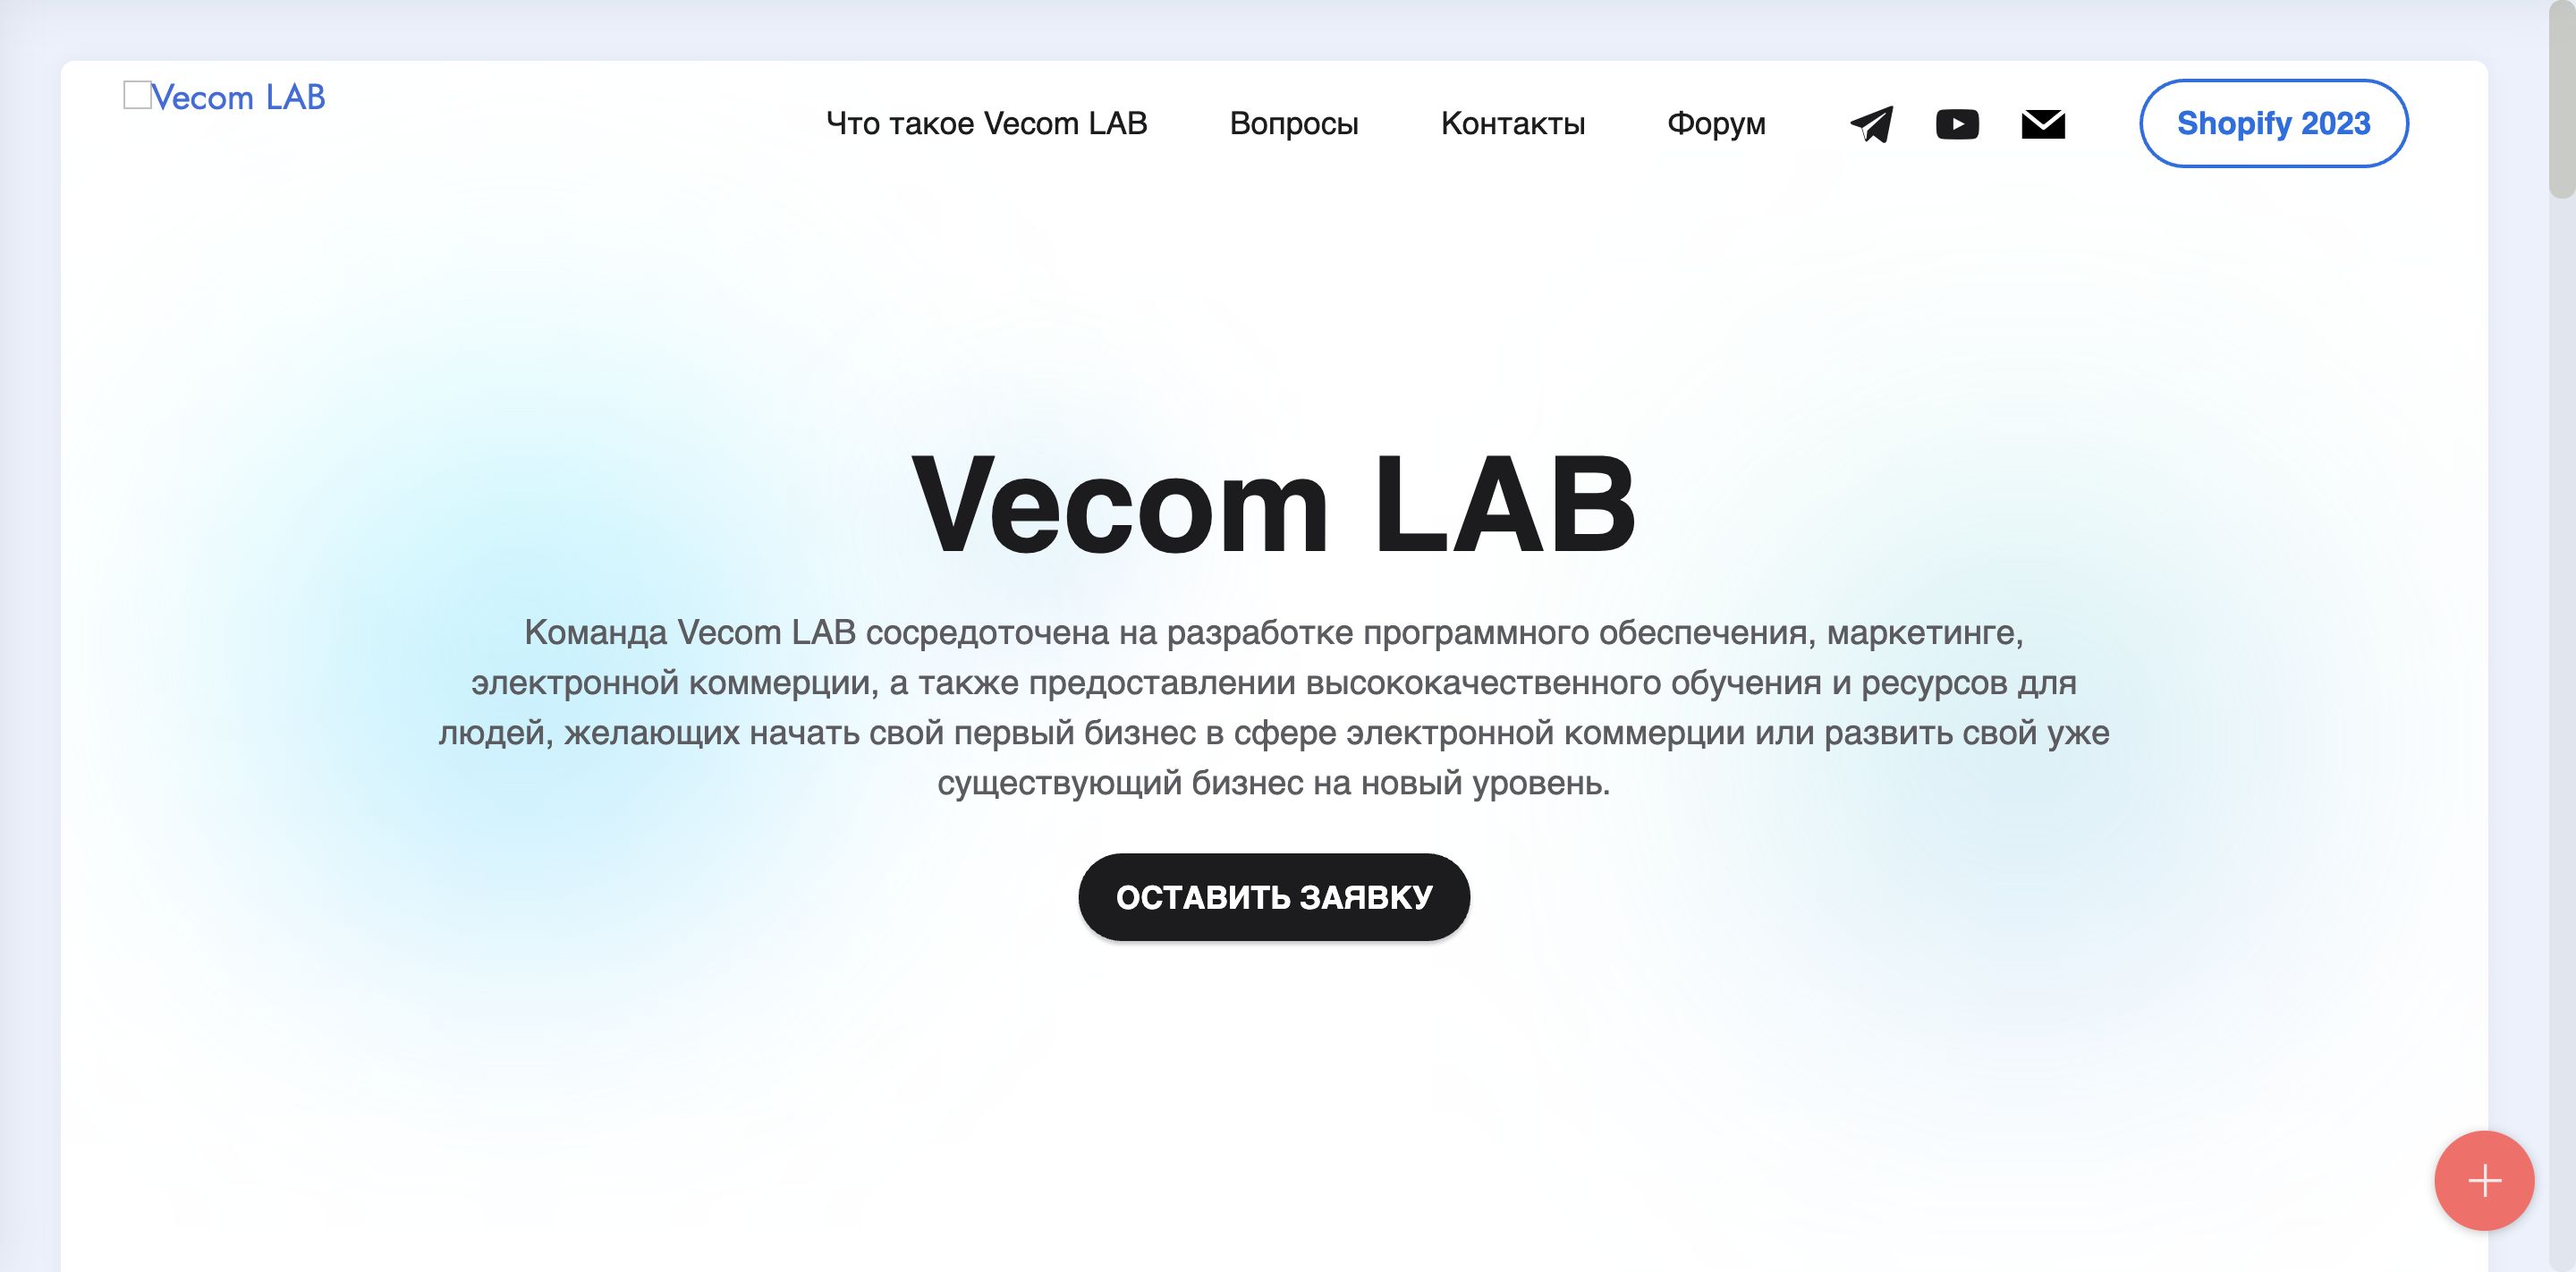 Vecom LAB
Что такое Vecom LAB
Вопросы
Контакты
Форум
Shopify 2023
Vecom LAB
Команда Vecom LAB сосредоточена на разработке программного обеспечения, маркетинге,
электронной коммерции, а также предоставлении высококачественного обучения и ресурсов для
людей, желающих начать свой первый бизнес в сфере электронной коммерции или развить свой уже
существующий бизнес на новый уровень.
ОСТАВИТЬ ЗАЯВКУ